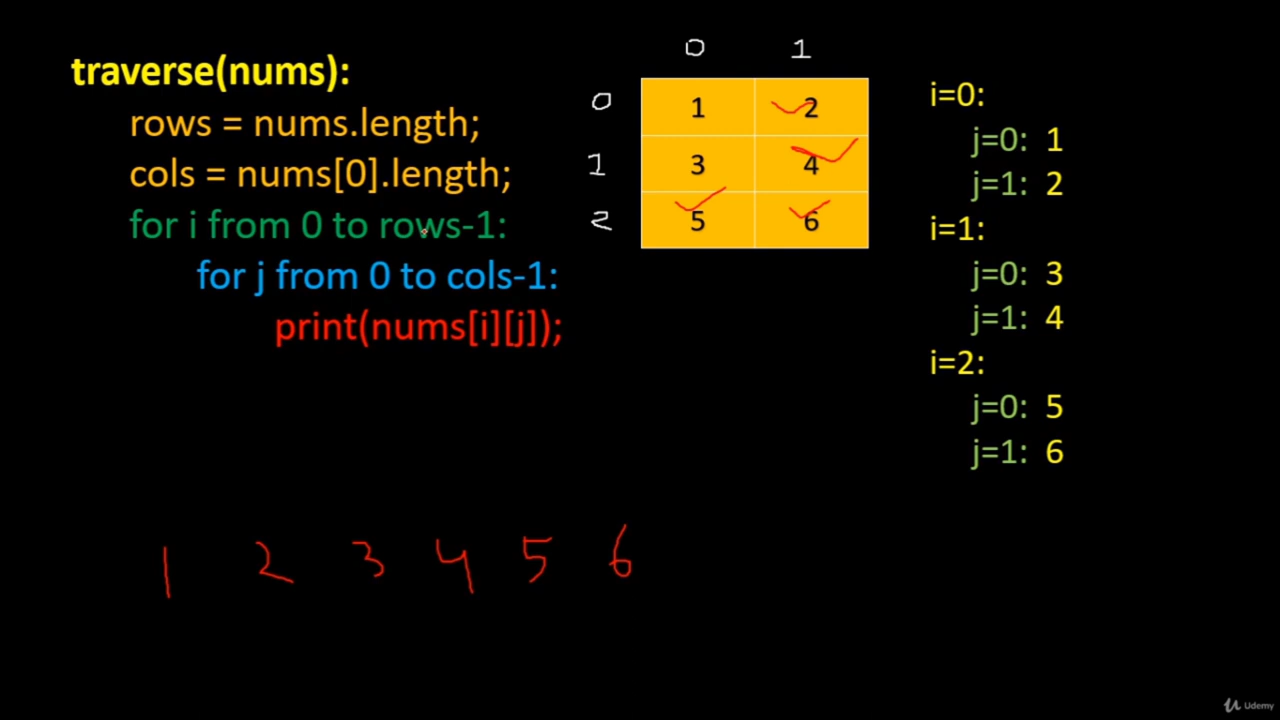 traverse(nums):
rows = nums.length;
cols = nums[0].length;
for i from 0 to rows-1:
for j from 0 to cols-1:
print(nums[i][j]);
0 1
0 1 2
1 3 4
2 5 6
i=0:
j=0: 1
j=1: 2
i=1:
j=0: 3
j=1: 4
i=2:
j=0: 5
j=1: 6
1 2 3 4 5 6
Udemy